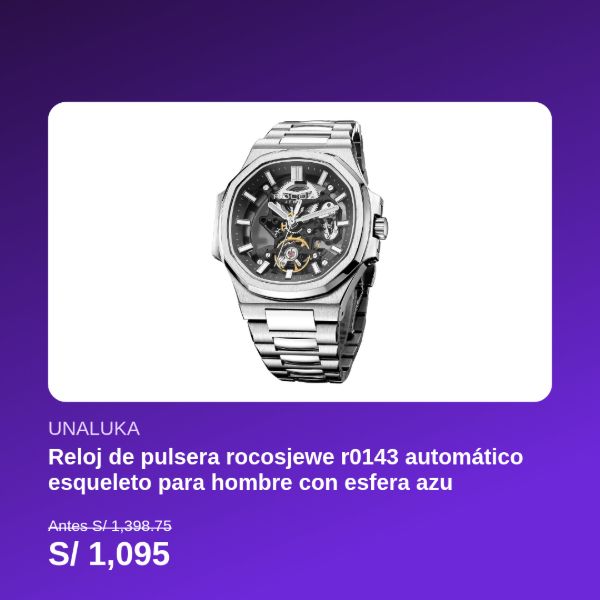 UNALUKA
Reloj de pulsera rocosjewe r0143 automático
esqueleto para hombre con esfera azu
Antes S/ 1,398.75
S/ 1,095